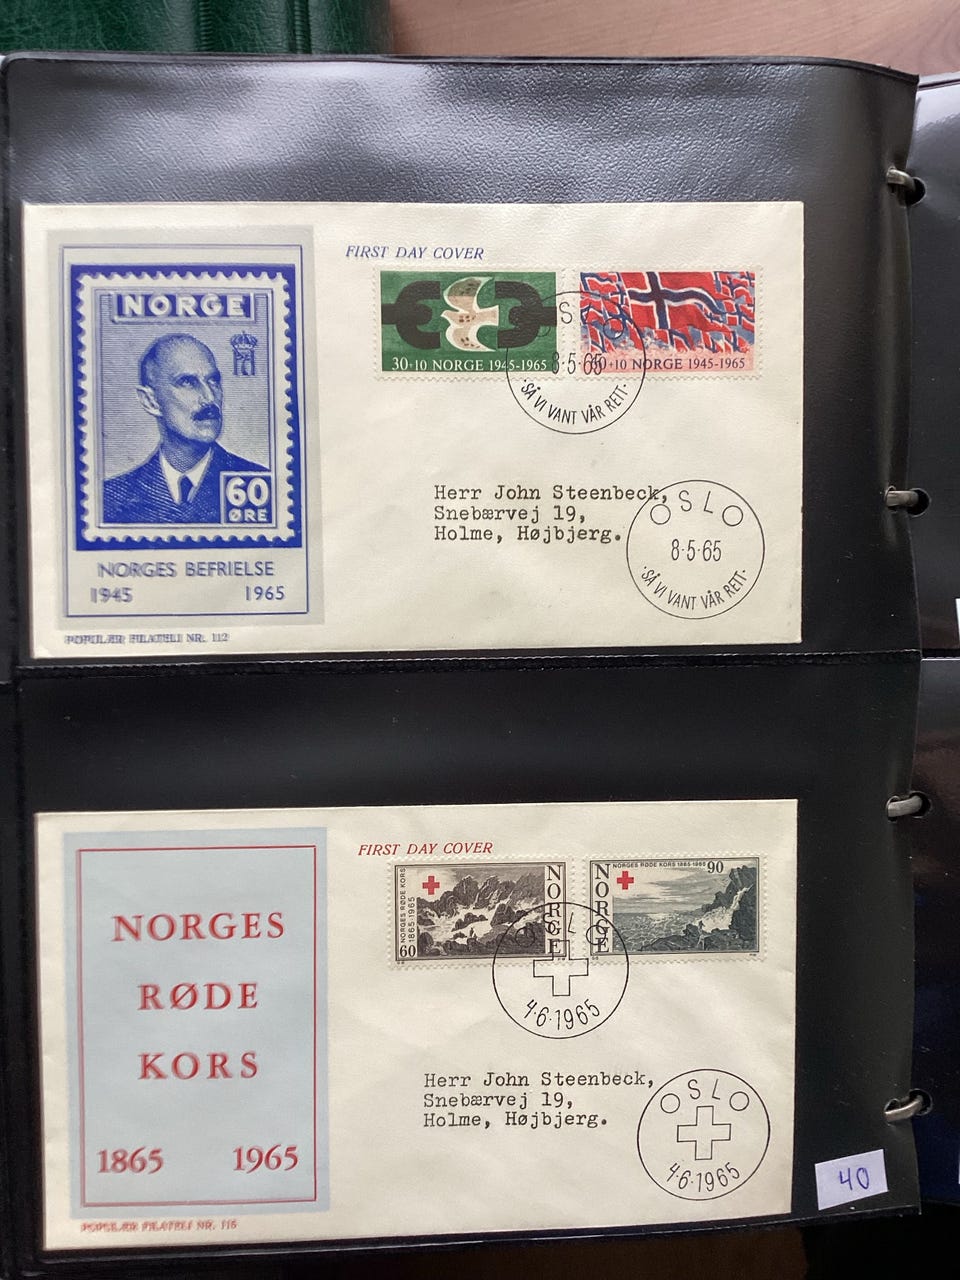 FIRST DAY COVER
NORGE
60
ØRE
NORGES BEFRIELSE
1945 1965
POPULÆR FILATELI NR. 112
30+10 NORGE 1945-1965
60+10 NORGE 1945-1965
OSLO
8·5·65
·SÅ VI VANT VÅR RETT·
Herr John Steenbeck,
Snebærvej 19,
Holme, Højbjerg.
OSLO
8·5·65
·SÅ VI VANT VÅR RETT·
FIRST DAY COVER
NORGES
RØDE
KORS
1865 1965
POPULÆR FILATELI NR. 115
60 NORGES RØDE KORS
1865·1965
NORGE
NORGES RØDE KORS 1865-1965 90
NORGE
OSLO
4·6·1965
Herr John Steenbeck,
Snebærvej 19,
Holme, Højbjerg.
OSLO
4·6·1965
40